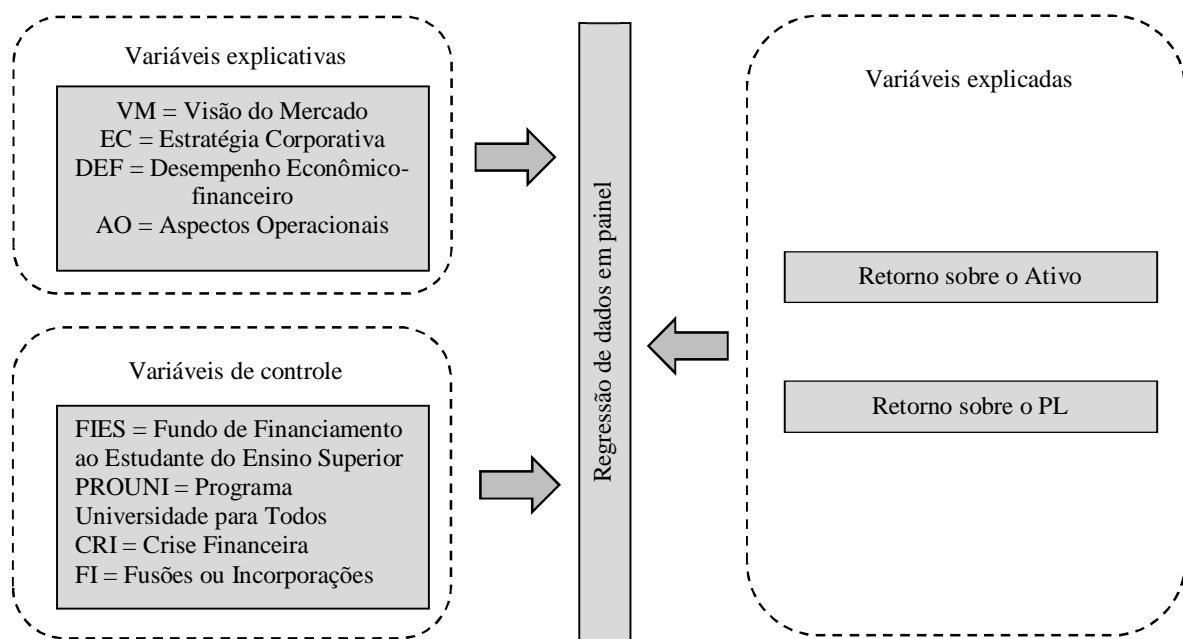 Variáveis explicativas
VM = Visão do Mercado
EC = Estratégia Corporativa
DEF = Desempenho Econômico-
financeiro
AO = Aspectos Operacionais
Variáveis de controle
FIES = Fundo de Financiamento
ao Estudante do Ensino Superior
PROUNI = Programa
Universidade para Todos
CRI = Crise Financeira
FI = Fusões ou Incorporações
Regressão de dados em painel
Variáveis explicadas
Retorno sobre o Ativo
Retorno sobre o PL